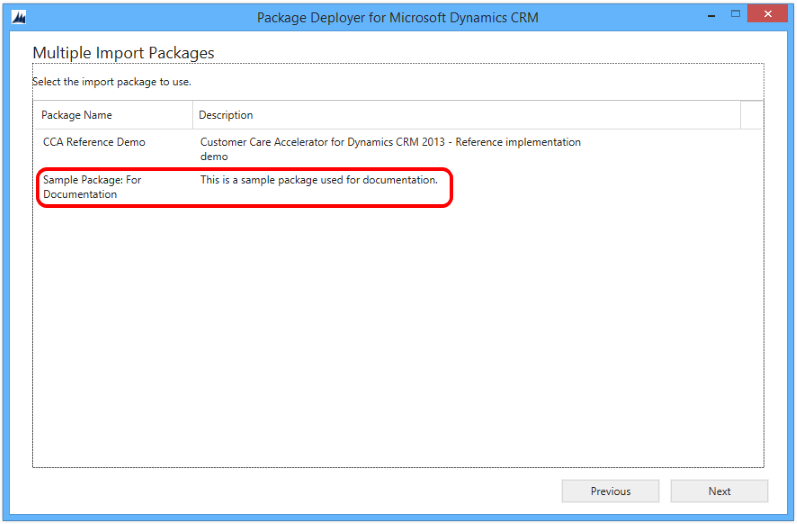 Package Deployer for Microsoft Dynamics CRM
Multiple Import Packages
Select the import package to use.
Package Name Description
CCA Reference Demo Customer Care Accelerator for Dynamics CRM 2013 - Reference implementation
demo
Sample Package: For This is a sample package used for documentation.
Documentation
Previous Next